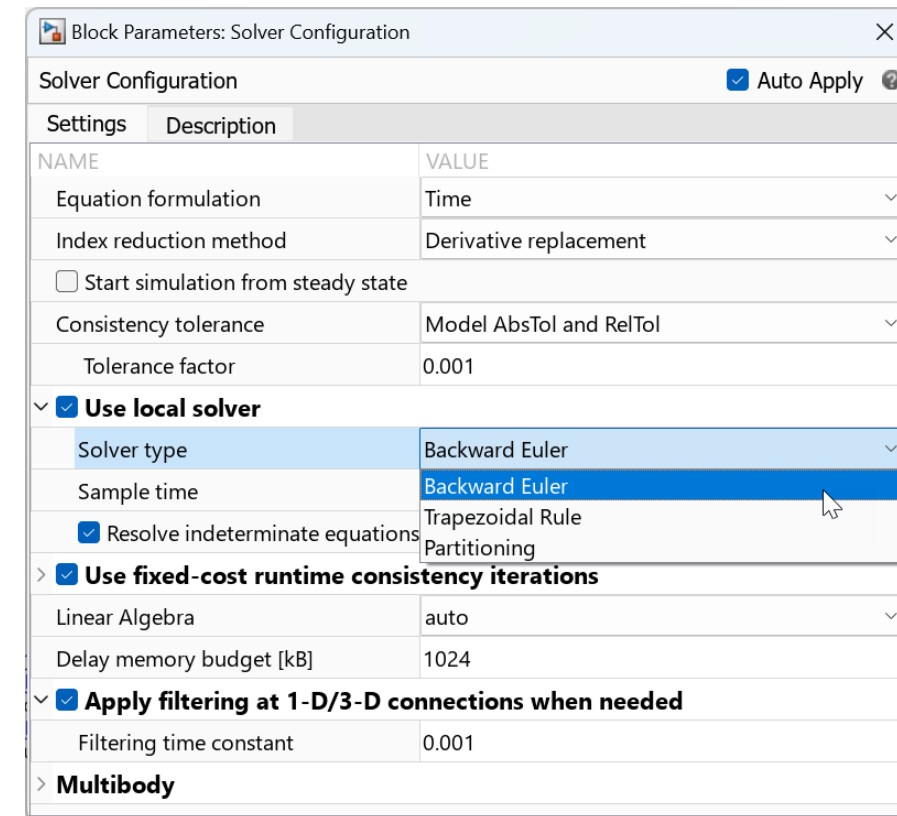 Block Parameters: Solver Configuration
Solver Configuration Auto Apply
Settings Description
NAME VALUE
Equation formulation Time
Index reduction method Derivative replacement
Start simulation from steady state
Consistency tolerance Model AbsTol and RelTol
Tolerance factor 0.001
Use local solver
Solver type Backward Euler
Backward Euler
Sample time
Trapezoidal Rule
Resolve indeterminate equations
Partitioning
Use fixed-cost runtime consistency iterations
Linear Algebra auto
Delay memory budget [kB] 1024
Apply filtering at 1-D/3-D connections when needed
Filtering time constant 0.001
Multibody